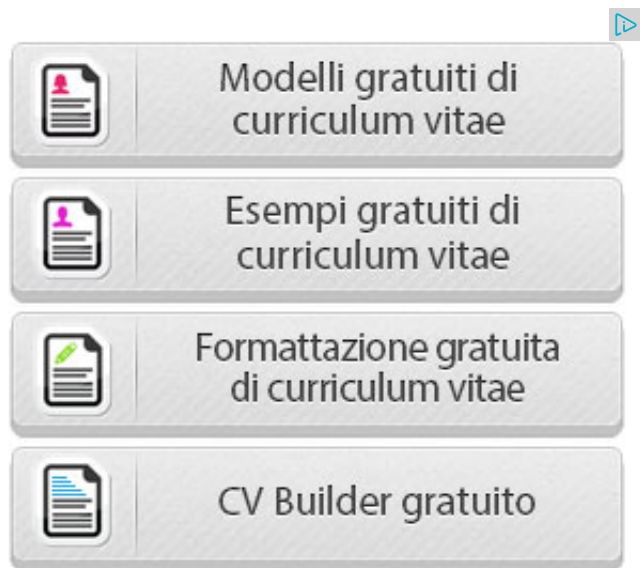 Modelli gratuiti di
curriculum vitae
Esempi gratuiti di
curriculum vitae
Formattazione gratuita
di curriculum vitae
CV Builder gratuito